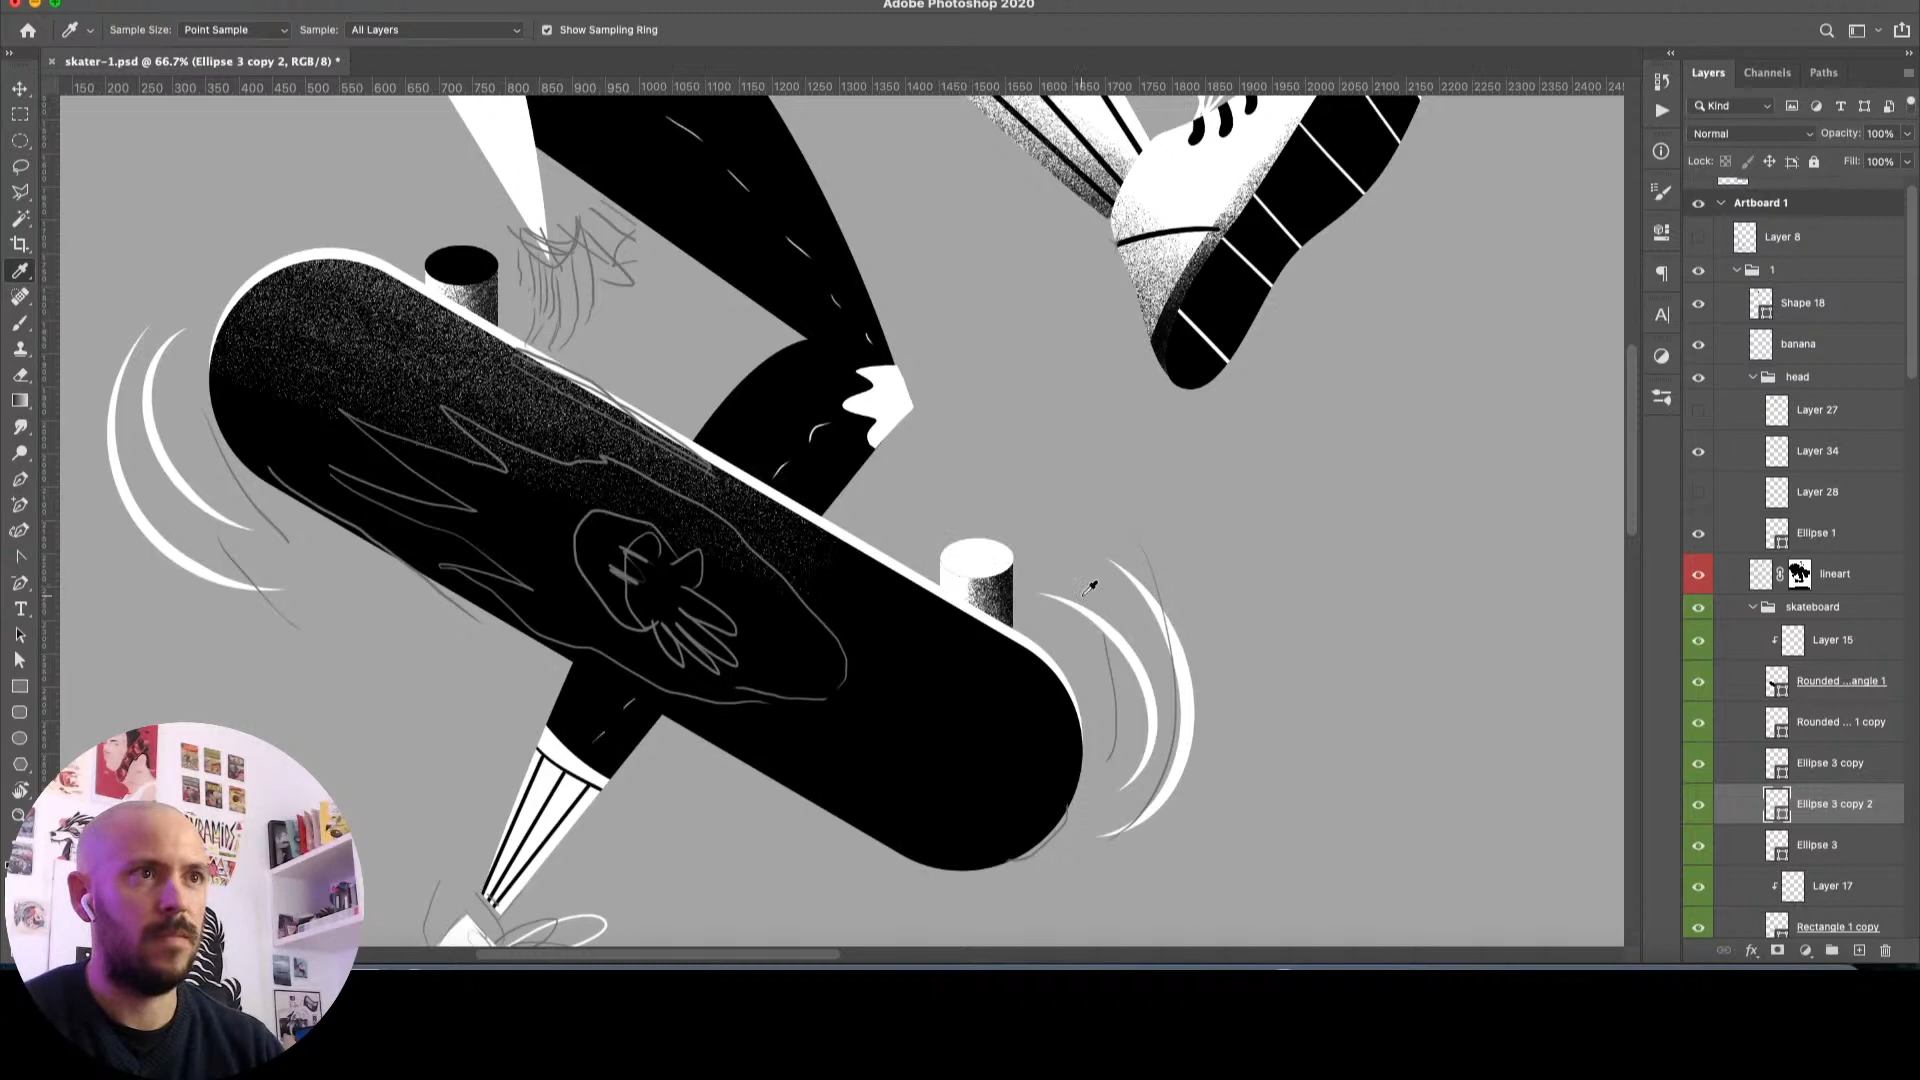 Adobe Photoshop 2020
Sample Size: Point Sample Sample: All Layers Show Sampling Ring
skater-1.psd @ 66.7% (Ellipse 3 copy 2, RGB/8) *
150 200 250 300 350 400 450 500 550 600 650 700 750 800 850 900 950 1000 1050 1100 1150 1200 1250 1300 1350 1400 1450 1500 1550 1600 1650 1700 1750 1800 1850 1900 1950 2000 2050 2100 2150 2200 2250 2300 2350 2400
Layers Channels Paths
Kind
Normal Opacity: 100%
Lock: Fill: 100%
Artboard 1
Layer 8
1
Shape 18
banana
head
Layer 27
Layer 34
Layer 28
Ellipse 1
lineart
skateboard
Layer 15
Rounded ...angle 1
Rounded ... 1 copy
Ellipse 3 copy
Ellipse 3 copy 2
Ellipse 3
Layer 17
Rectangle 1 copy